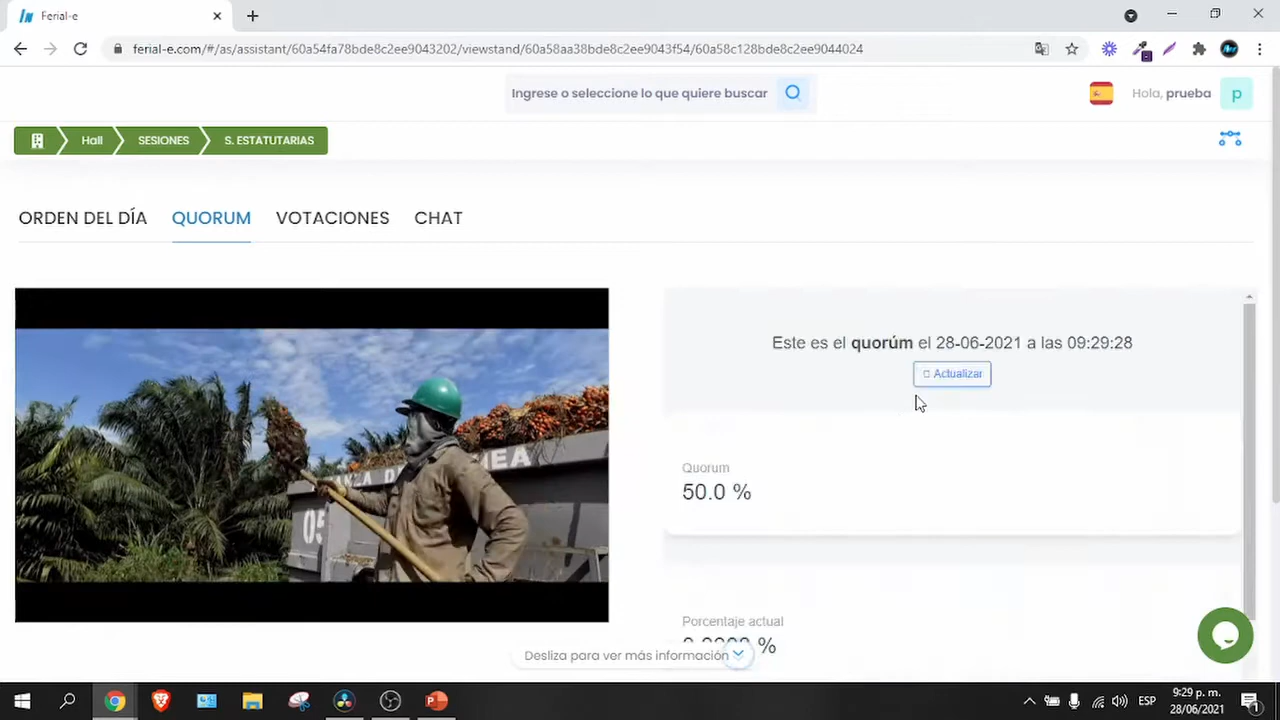 Ferial-e
ferial-e.com/#/as/assistant/60a54fa78bde8c2ee9043202/viewstand/60a58aa38bde8c2ee9043f54/60a58c128bde8c2ee9044024
Ingrese o seleccione lo que quiere buscar
Hola, prueba
p
Hall
SESIONES
S. ESTATUTARIAS
ORDEN DEL DÍA
QUORUM
VOTACIONES
CHAT
05
Este es el quorúm el 28-06-2021 a las 09:29:28
Actualizar
Quorum
50.0 %
Porcentaje actual
%
Desliza para ver más información
ESP
9:29 p. m.
28/06/2021